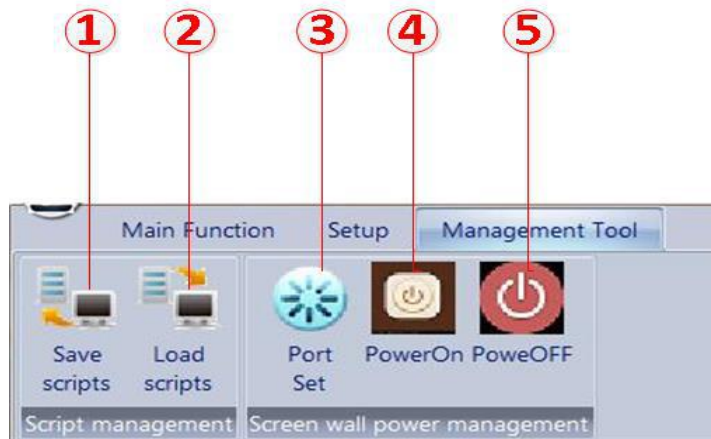 ① ② ③ ④ ⑤
Main Function Setup Management Tool
Save scripts
Load scripts
Port Set
PowerOn
PoweOFF
Script management
Screen wall power management